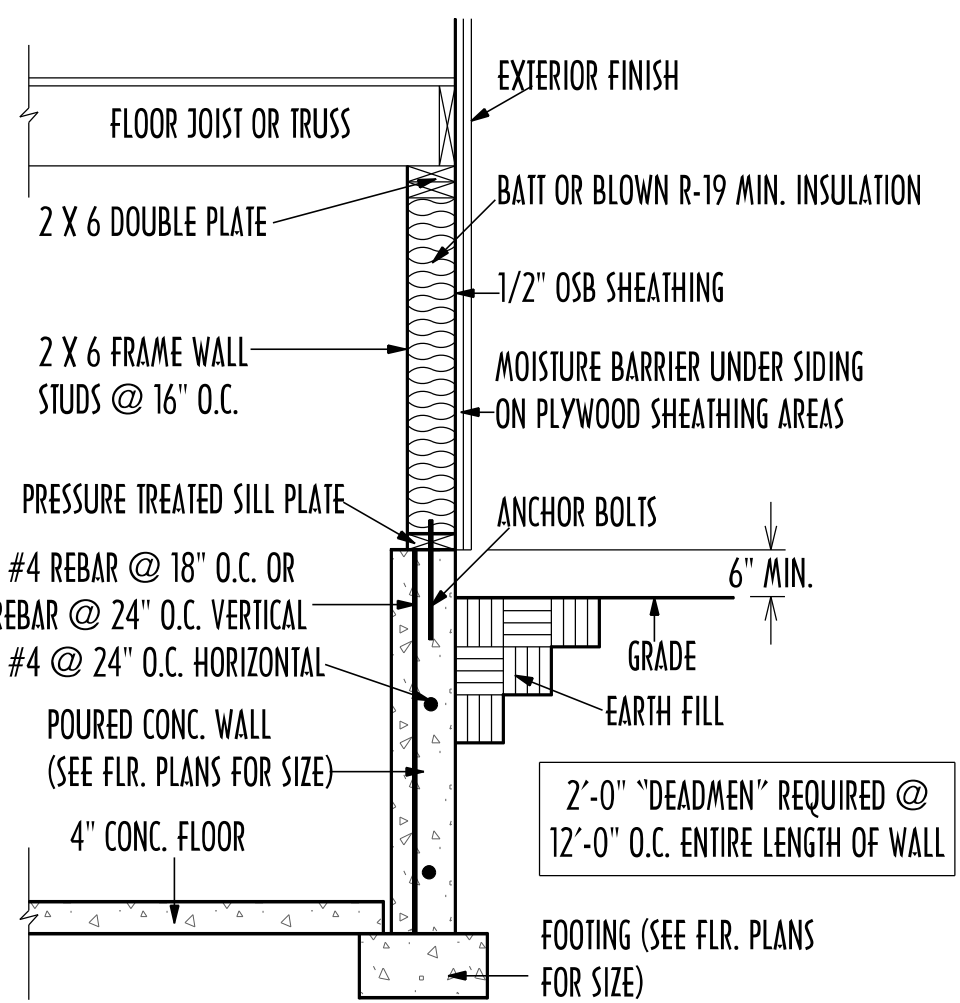 EXTERIOR FINISH
FLOOR JOIST OR TRUSS
BATT OR BLOWN R-19 MIN. INSULATION
2 X 6 DOUBLE PLATE
1/2" OSB SHEATHING
2 X 6 FRAME WALL
STUDS @ 16" O.C.
MOISTURE BARRIER UNDER SIDING
ON PLYWOOD SHEATHING AREAS
PRESSURE TREATED SILL PLATE
ANCHOR BOLTS
#4 REBAR @ 18" O.C. OR
REBAR @ 24" O.C. VERTICAL
#4 @ 24" O.C. HORIZONTAL
6" MIN.
GRADE
EARTH FILL
POURED CONC. WALL
(SEE FLR. PLANS FOR SIZE)
2'-0" "DEADMEN" REQUIRED @
12'-0" O.C. ENTIRE LENGTH OF WALL
4" CONC. FLOOR
FOOTING (SEE FLR. PLANS
FOR SIZE)